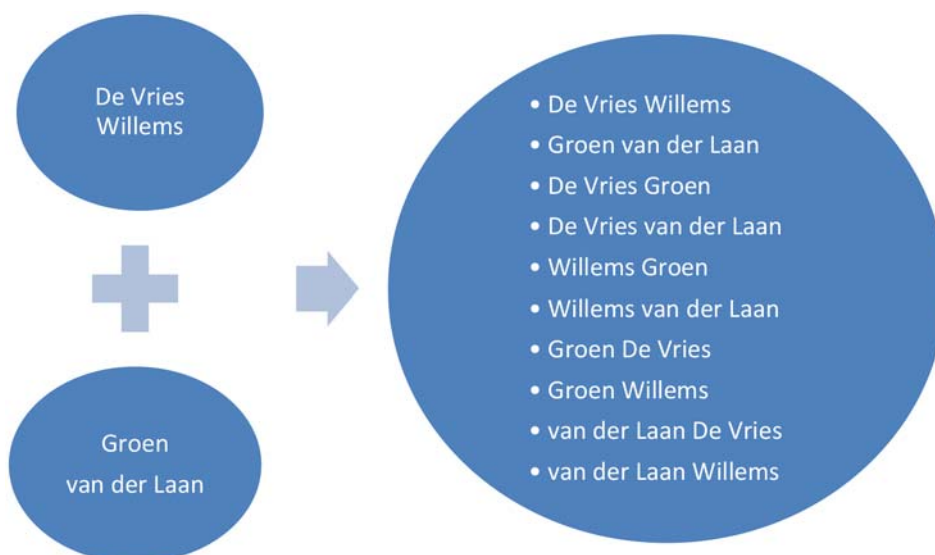 De Vries
Willems
Groen
van der Laan
• De Vries Willems
• Groen van der Laan
• De Vries Groen
• De Vries van der Laan
• Willems Groen
• Willems van der Laan
• Groen De Vries
• Groen Willems
• van der Laan De Vries
• van der Laan Willems